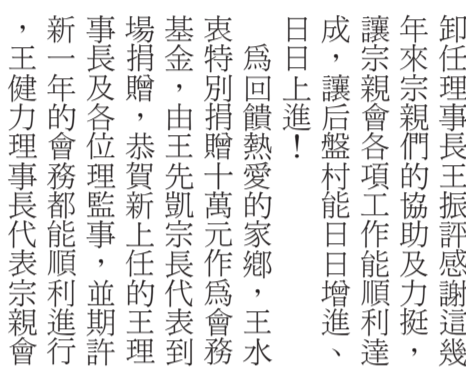 卸任理事長王振評感謝這幾
年來宗親們的協助及力挺，
讓宗親會各項工作能順利達
成，讓后盤村能日日增進、
日日上進！
為回饋熱愛的家鄉，王水
衷特別捐贈十萬元作為會務
基金，由王先凱宗長代表到
場捐贈，恭賀新上任的王理
事長及各位理監事，並期許
新一年的會務都能順利進行
，王健力理事長代表宗親會